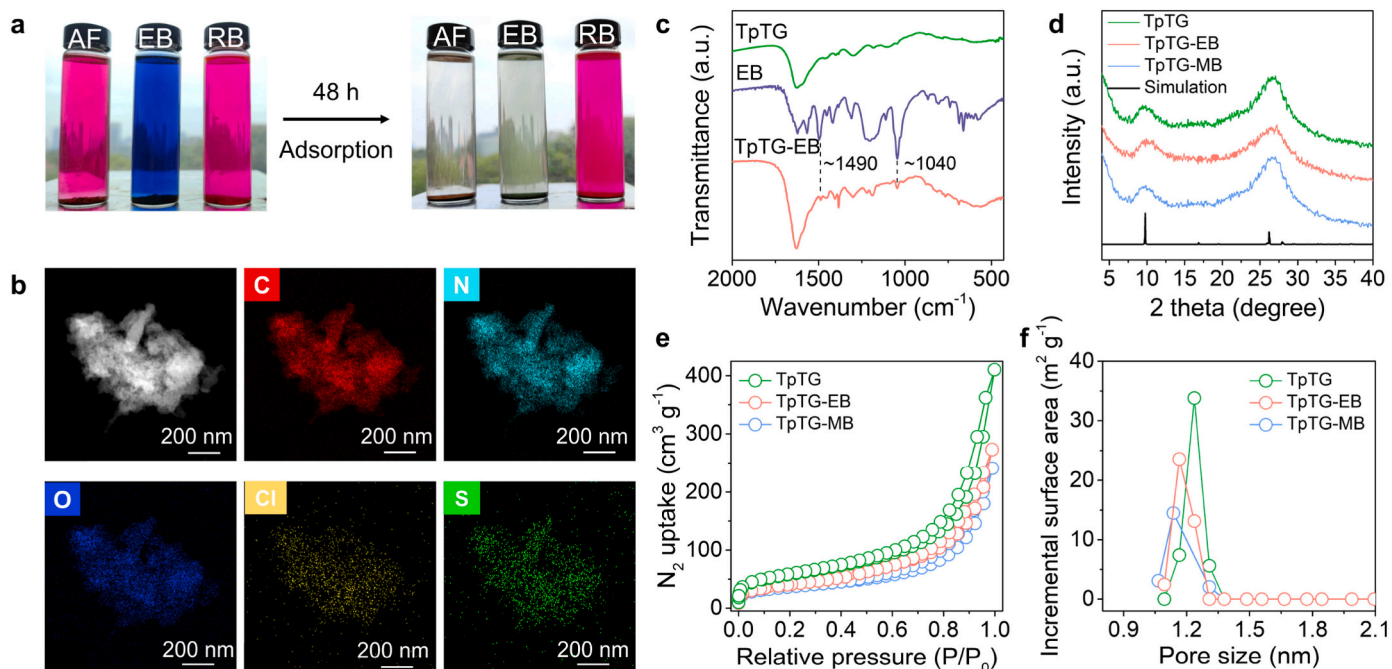 a
AF EB RB
48 h
Adsorption
AF EB RB
b
C
N
200 nm
200 nm
200 nm
O
Cl
S
200 nm
200 nm
200 nm
c
TpTG
EB
TpTG-EB
~1490
~1040
Transmittance (a.u.)
2000 1500 1000 500
Wavenumber (cm⁻¹)
d
TpTG
TpTG-EB
TpTG-MB
Simulation
Intensity (a.u.)
5 10 15 20 25 30 35 40
2 theta (degree)
e
TpTG
TpTG-EB
TpTG-MB
N₂ uptake (cm³ g⁻¹)
400
300
200
100
0
0.0 0.2 0.4 0.6 0.8 1.0
Relative pressure (P/P₀)
f
TpTG
TpTG-EB
TpTG-MB
Incremental surface area (m² g⁻¹)
40
30
20
10
0
0.9 1.2 1.5 1.8 2.1
Pore size (nm)